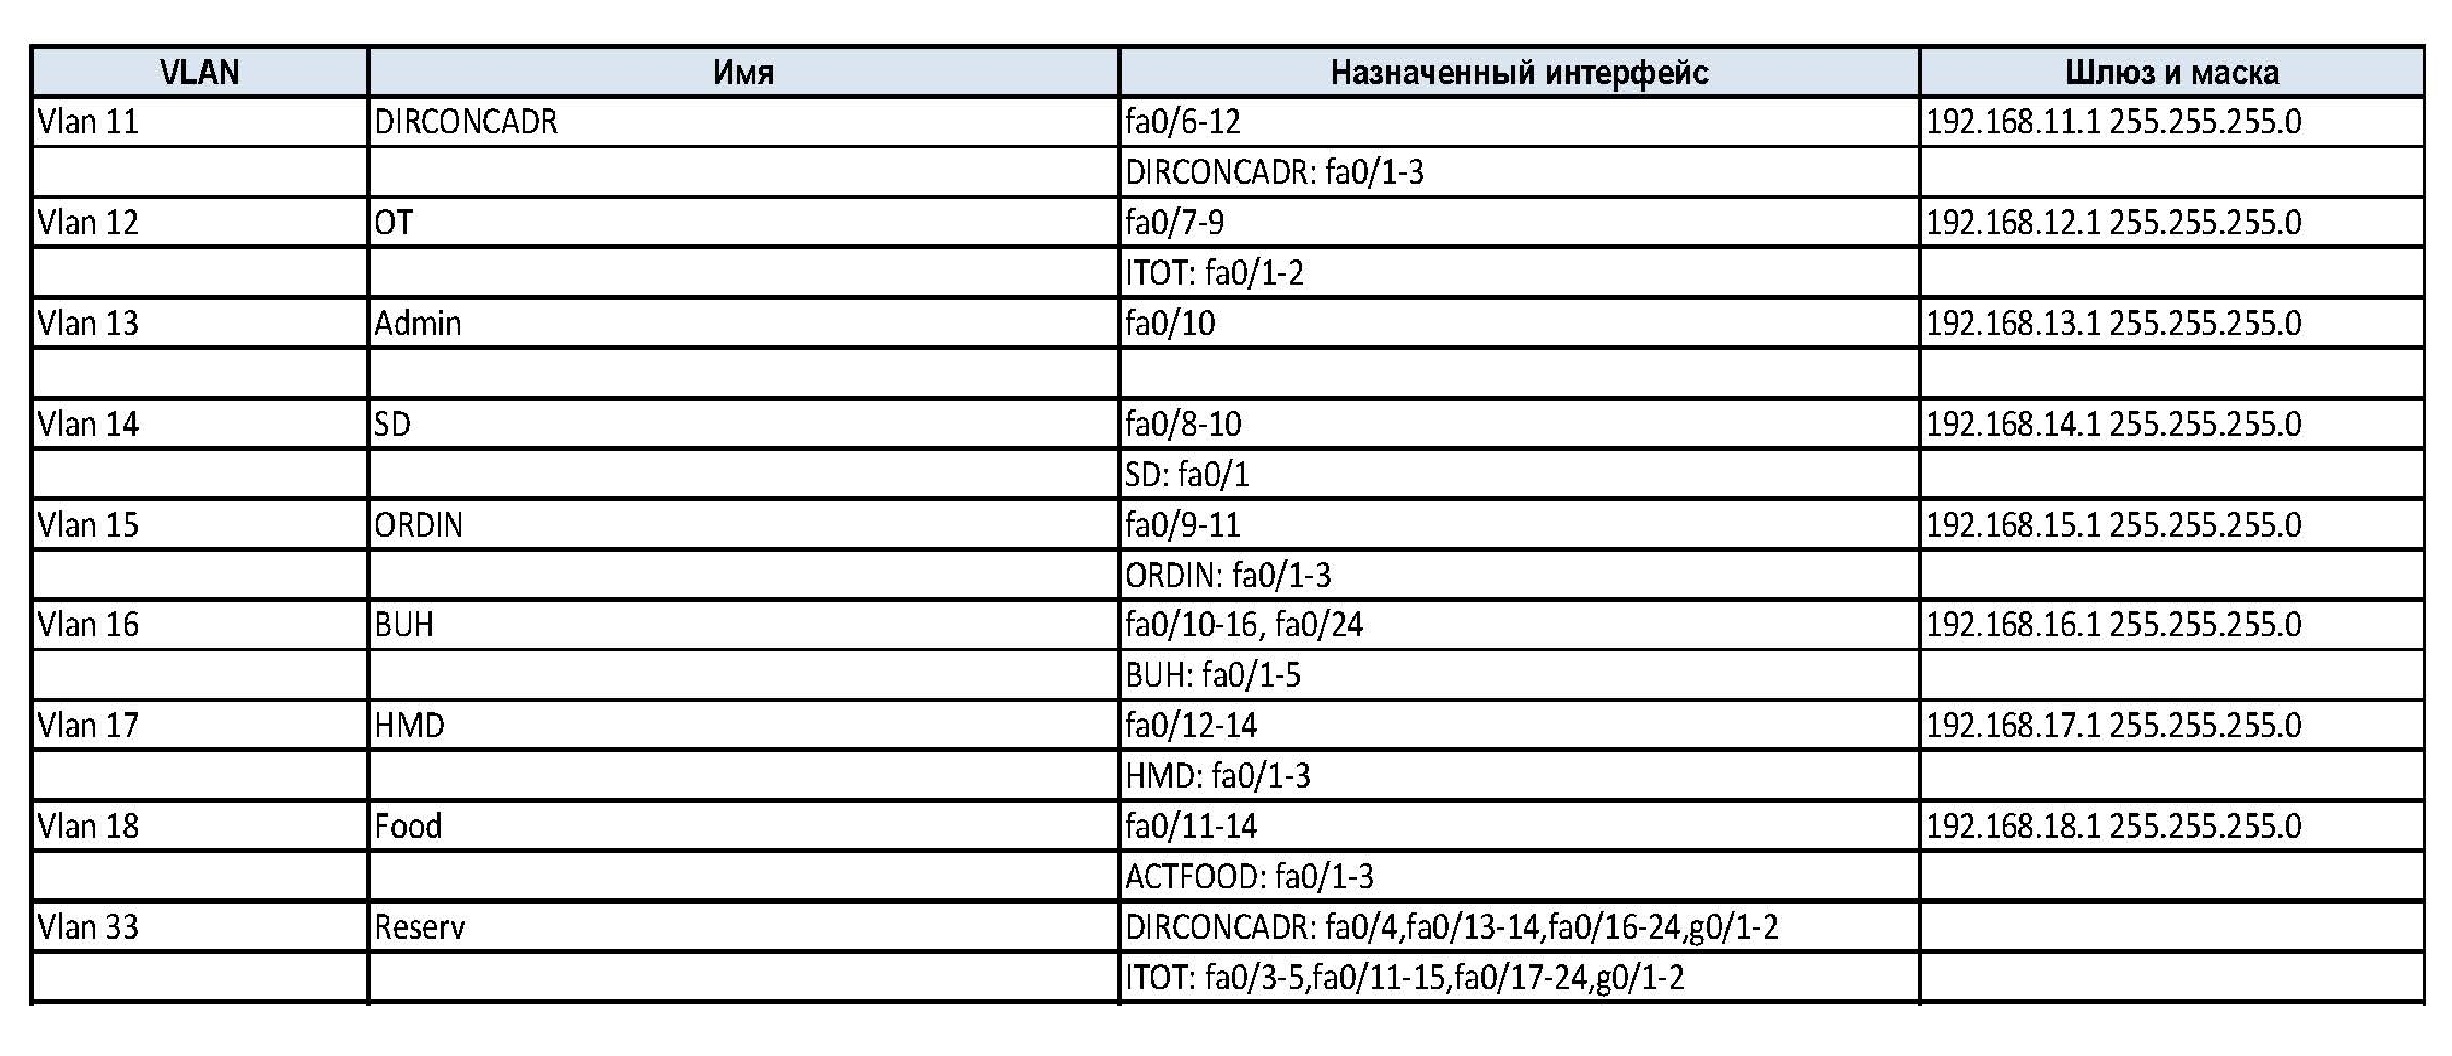 VLAN Имя Назначенный интерфейс Шлюз и маска
Vlan 11 DIRCONCADR fa0/6-12 192.168.11.1 255.255.255.0
DIRCONCADR: fa0/1-3
Vlan 12 OT fa0/7-9 192.168.12.1 255.255.255.0
ITOT: fa0/1-2
Vlan 13 Admin fa0/10 192.168.13.1 255.255.255.0
Vlan 14 SD fa0/8-10 192.168.14.1 255.255.255.0
SD: fa0/1
Vlan 15 ORDIN fa0/9-11 192.168.15.1 255.255.255.0
ORDIN: fa0/1-3
Vlan 16 BUH fa0/10-16, fa0/24 192.168.16.1 255.255.255.0
BUH: fa0/1-5
Vlan 17 HMD fa0/12-14 192.168.17.1 255.255.255.0
HMD: fa0/1-3
Vlan 18 Food fa0/11-14 192.168.18.1 255.255.255.0
ACTFOOD: fa0/1-3
Vlan 33 Reserv DIRCONCADR: fa0/4,fa0/13-14,fa0/16-24,g0/1-2
ITOT: fa0/3-5,fa0/11-15,fa0/17-24,g0/1-2